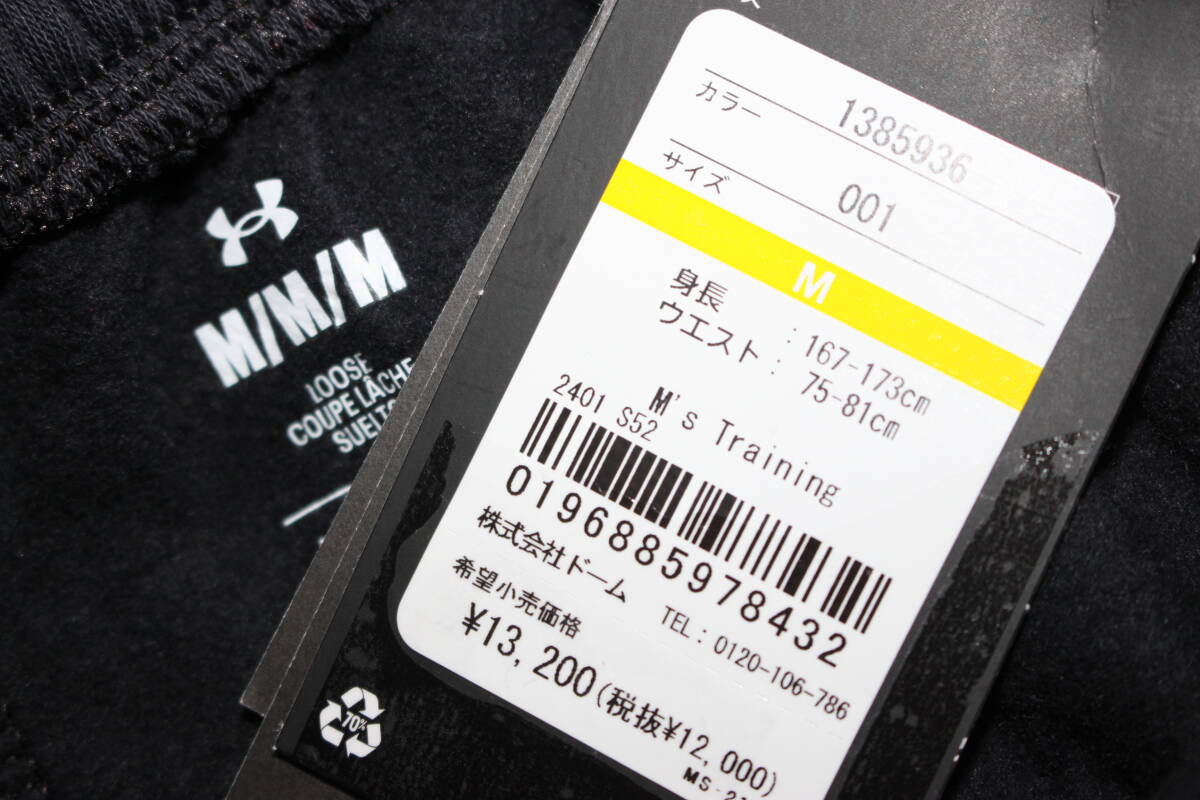 M/M/M
LOOSE
COUPE LÂCHE
1385936
カラー
001
サイズ
M
身長 : 167-173cm
ウエスト : 75-81cm
M's Training
2401 S52
0196885978432
株式会社ドーム TEL: 0120-106-786
希望小売価格
¥13,200(税抜¥12,000)
70%